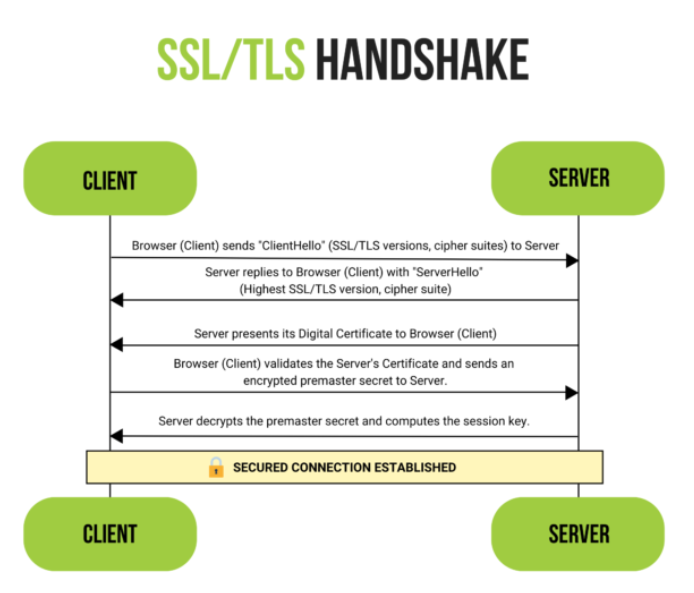 SSL/TLS HANDSHAKE
CLIENT
SERVER
Browser (Client) sends "ClientHello" (SSL/TLS versions, cipher suites) to Server
Server replies to Browser (Client) with "ServerHello"
(Highest SSL/TLS version, cipher suite)
Server presents its Digital Certificate to Browser (Client)
Browser (Client) validates the Server's Certificate and sends an
encrypted premaster secret to Server.
Server decrypts the premaster secret and computes the session key.
SECURED CONNECTION ESTABLISHED
CLIENT
SERVER